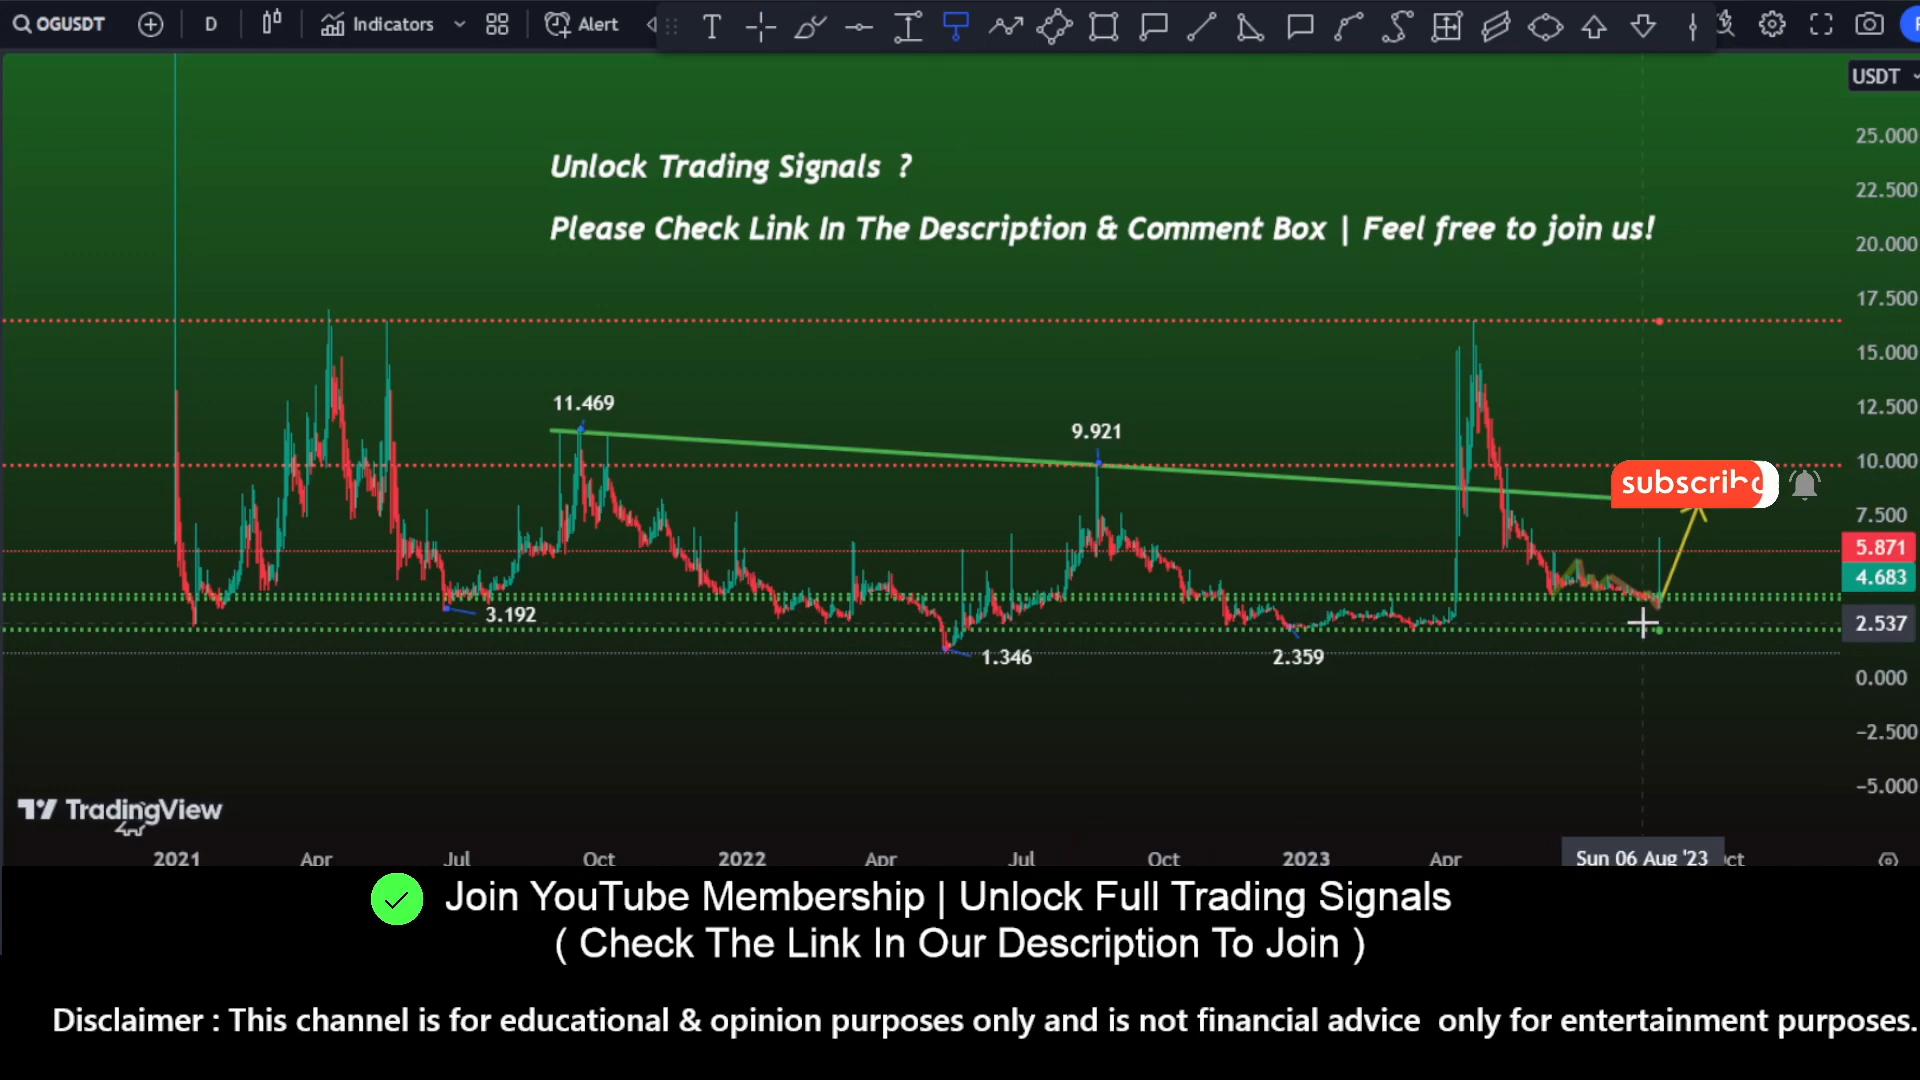 OGUSDT D Indicators Alert
USDT
25.000
Unlock Trading Signals ?
22.500
Please Check Link In The Description & Comment Box | Feel free to join us!
20.000
17.500
15.000
11.469
12.500
9.921
10.000
subscrib
7.500
5.871
4.683
3.192
2.537
1.346
2.359
0.000
−2.500
−5.000
TradingView
2021 Apr Jul Oct 2022 Apr Jul Oct 2023 Apr Sun 06 Aug '23 ct
Join YouTube Membership | Unlock Full Trading Signals
( Check The Link In Our Description To Join )
Disclaimer : This channel is for educational & opinion purposes only and is not financial advice only for entertainment purposes.